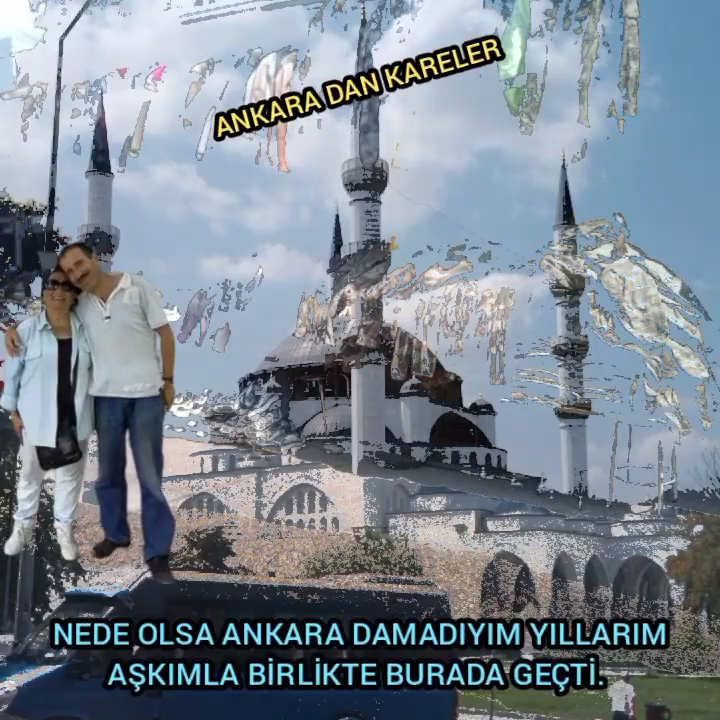 ANKARA DAN KARELER
NEDE OLSA ANKARA DAMADIYIM YILLARIM
AŞKIMLA BİRLİKTE BURADA GEÇTİ.